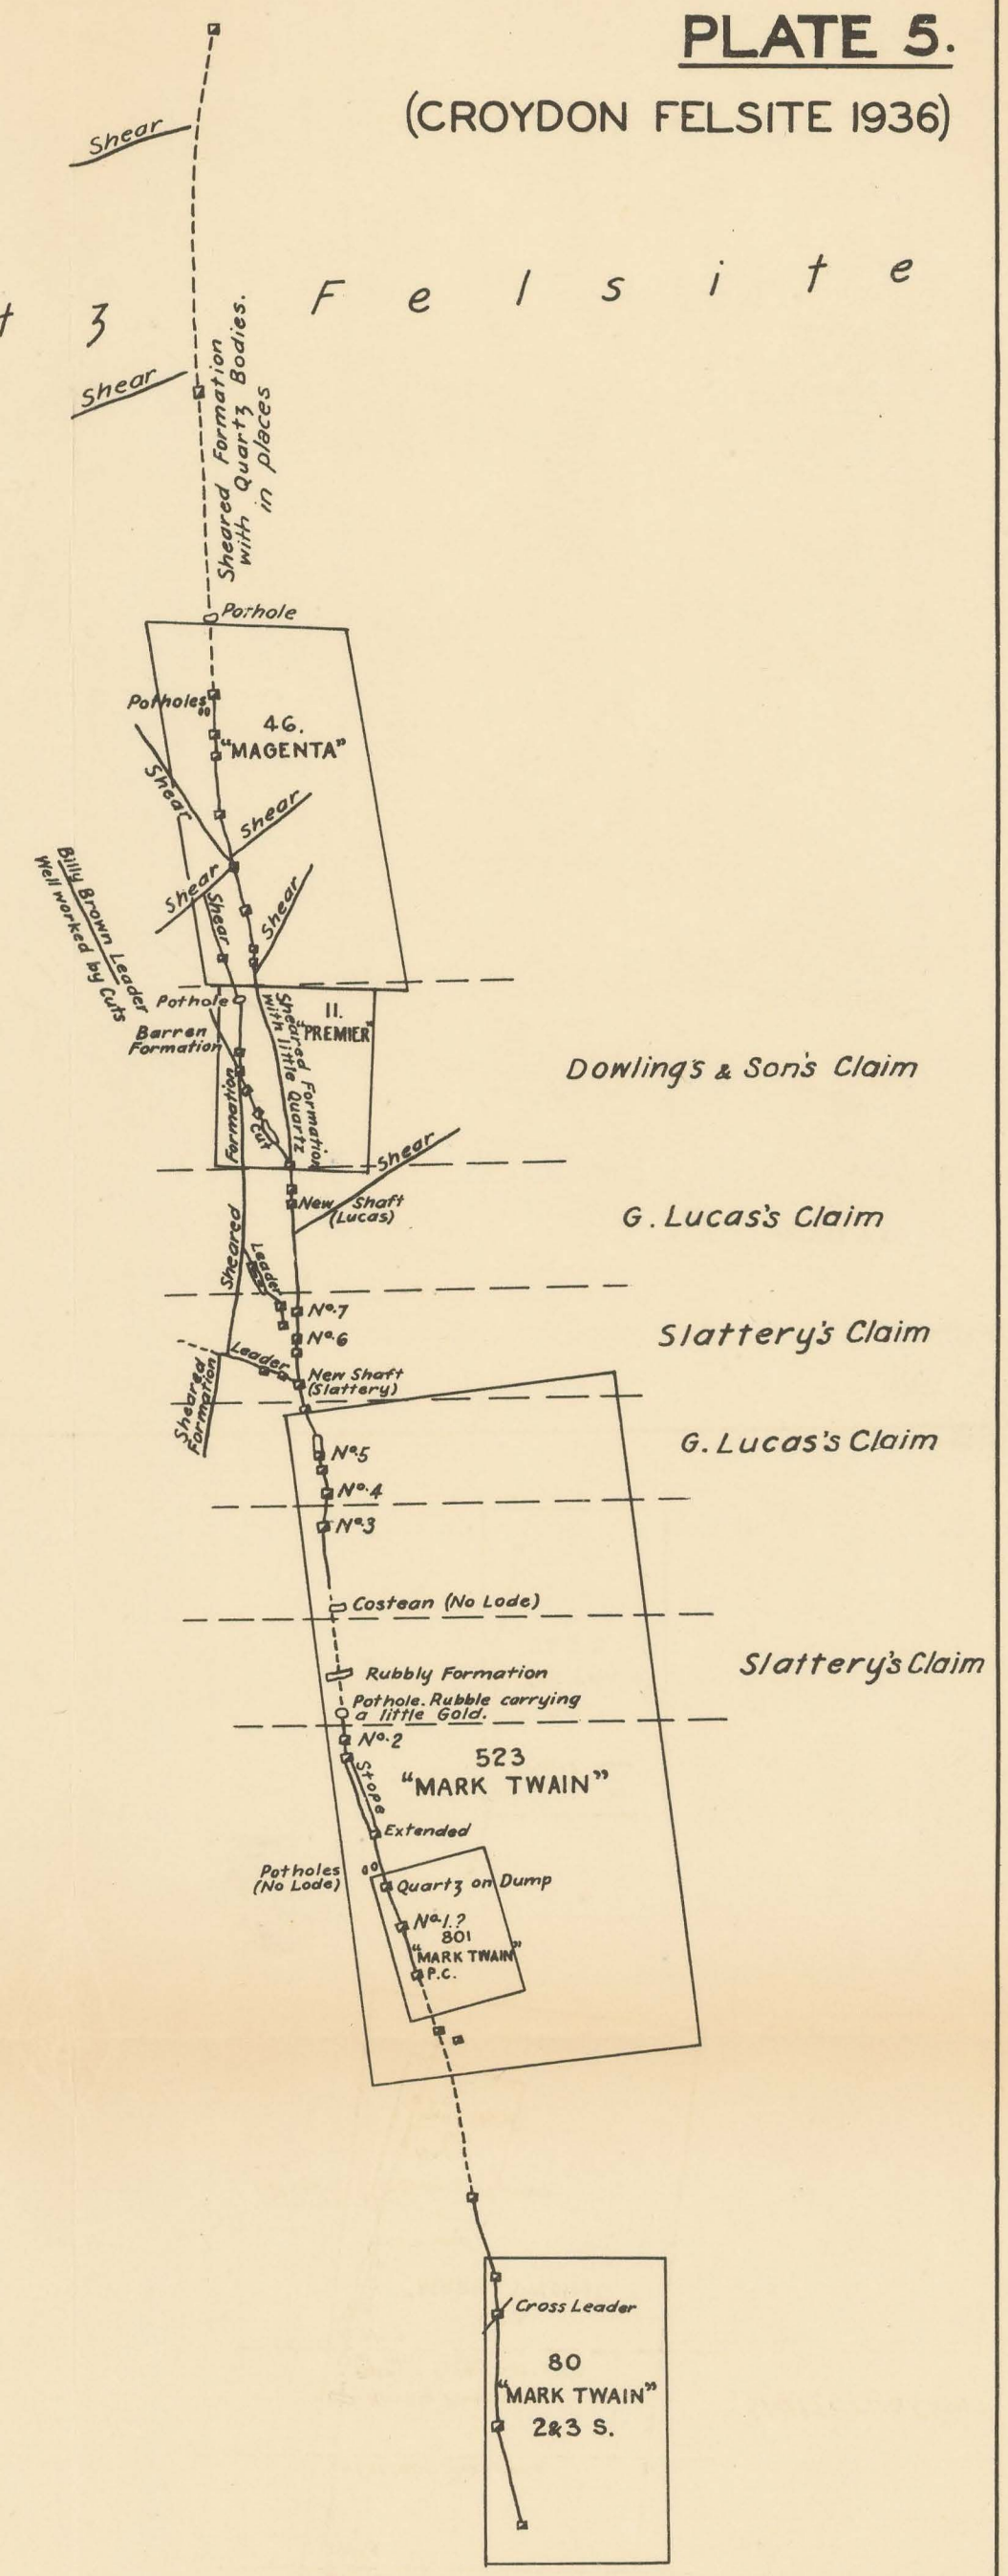 PLATE 5.
(CROYDON FELSITE 1936)
Shear
t 3 Felsite
Shear
Sheared Formation
with Quartz Bodies.
in places
Pothole
Potholes
46.
"MAGENTA"
Shear
Shear
Shear
Shear
Shear
Billy Brown Leader
Well worked by Cuts
Pothole
11.
"PREMIER"
Barren
Formation
Sheared Formation
with little Quartz
Formation
Cut
Dowling's & Son's Claim
Shear
New Shaft
(Lucas)
G. Lucas's Claim
Sheared
Leader
No.7
No.6
Slattery's Claim
Leader
New Shaft
(Slattery)
Sheared
Formation
G. Lucas's Claim
No.5
No.4
No.3
Costean (No Lode)
Slattery's Claim
Rubbly Formation
Pothole. Rubble carrying
a little Gold.
No.2
523
"MARK TWAIN"
Stope
Extended
Potholes
(No Lode)
Quartz on Dump
No.1.?
801
"MARK TWAIN"
P.C.
Cross Leader
80
"MARK TWAIN"
2&3 S.